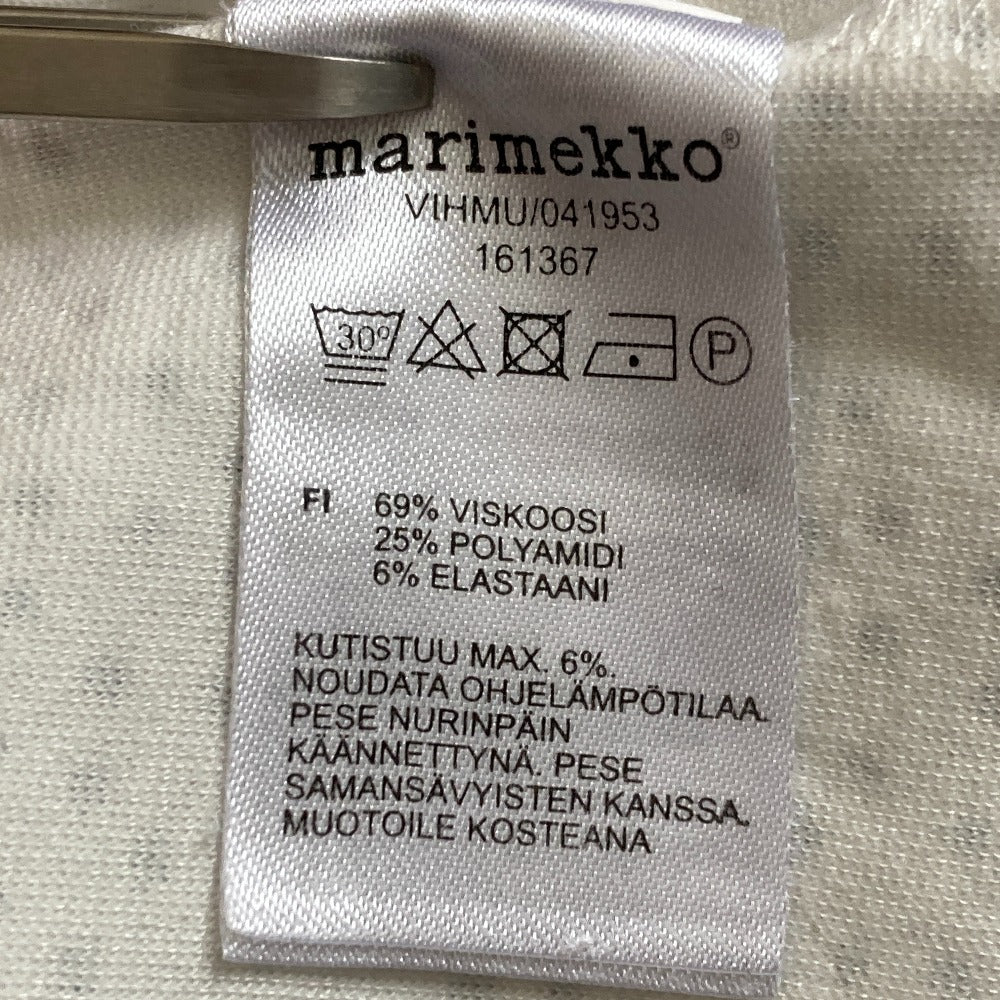 marimekko®
VIHMU/041953
161367
30° P
FI 69% VISKOOSI
25% POLYAMIDI
6% ELASTAANI
KUTISTUU MAX. 6%.
NOUDATA OHJELÄMPÖTILAA.
PESE NURINPÄIN
KÄÄNNETTYNÄ. PESE
SAMANSÄVYISTEN KANSSA.
MUOTOILE KOSTEANA